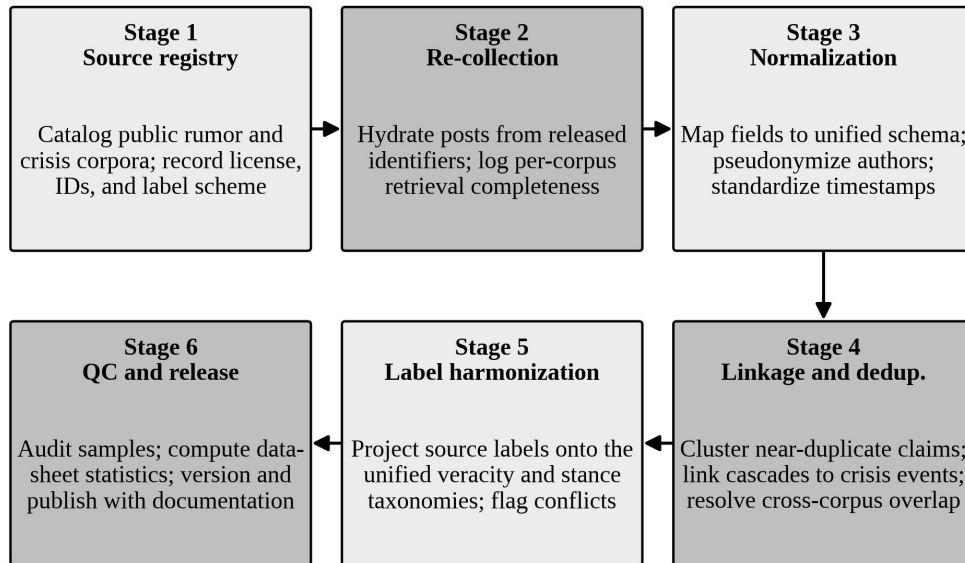 Stage 1
Source registry
Catalog public rumor and
crisis corpora; record license,
IDs, and label scheme
Stage 2
Re-collection
Hydrate posts from released
identifiers; log per-corpus
retrieval completeness
Stage 3
Normalization
Map fields to unified schema;
pseudonymize authors;
standardize timestamps
Stage 4
Linkage and dedup.
Cluster near-duplicate claims;
link cascades to crisis events;
resolve cross-corpus overlap
Stage 5
Label harmonization
Project source labels onto the
unified veracity and stance
taxonomies; flag conflicts
Stage 6
QC and release
Audit samples; compute data-
sheet statistics; version and
publish with documentation